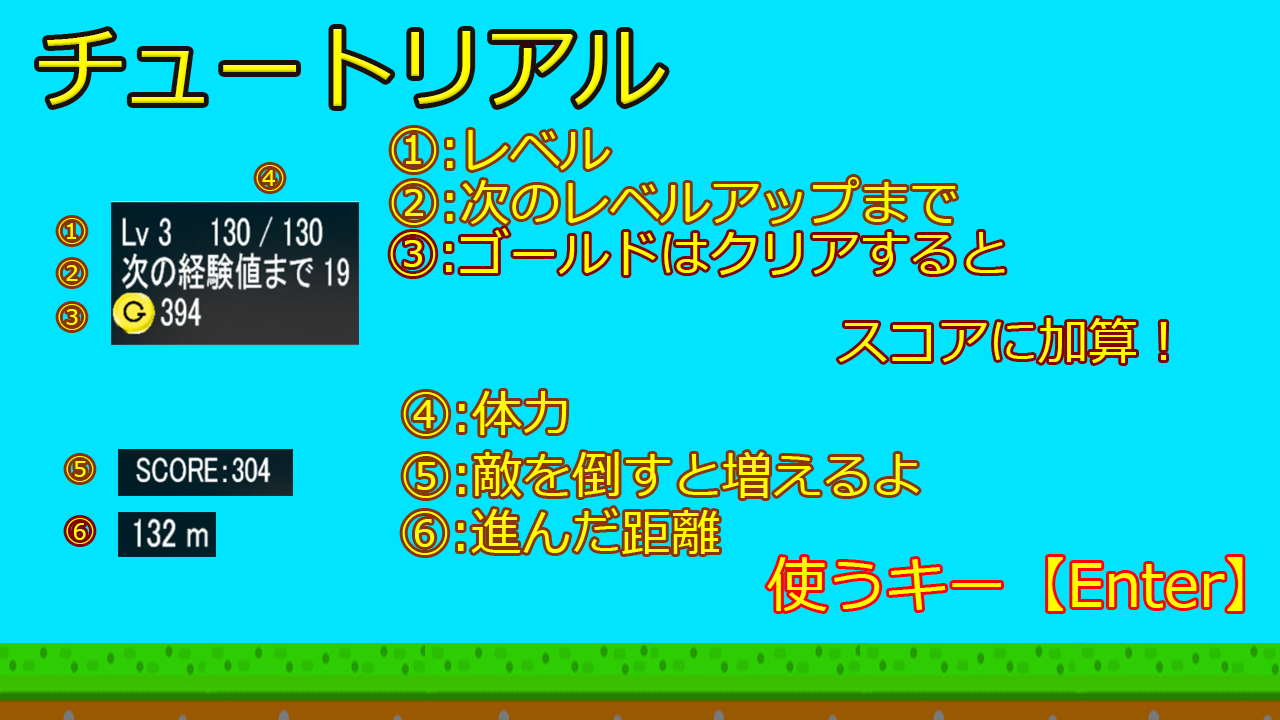 チュートリアル
①:レベル
②:次のレベルアップまで
③:ゴールドはクリアすると
スコアに加算！
④
① Lv 3 130 / 130
② 次の経験値まで 19
③ G 394
④:体力
⑤ SCORE:304
⑤:敵を倒すと増えるよ
⑥ 132 m
⑥:進んだ距離
使うキー【Enter】